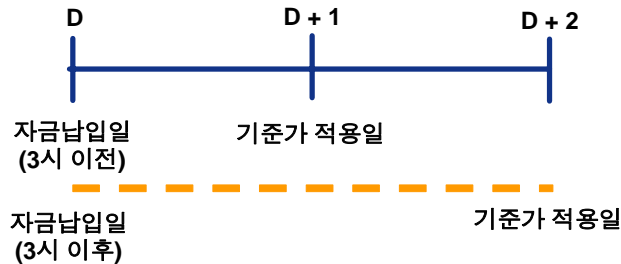 D
D + 1
D + 2
자금납입일
(3시 이전)
기준가 적용일
자금납입일
(3시 이후)
기준가 적용일